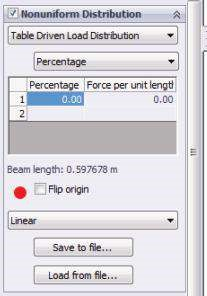 Nonuniform Distribution
Table Driven Load Distribution
Percentage
Percentage Force per unit lengtl
1 0.00 0.00
2
Beam length: 0.597678 m
Flip origin
Linear
Save to file...
Load from file...